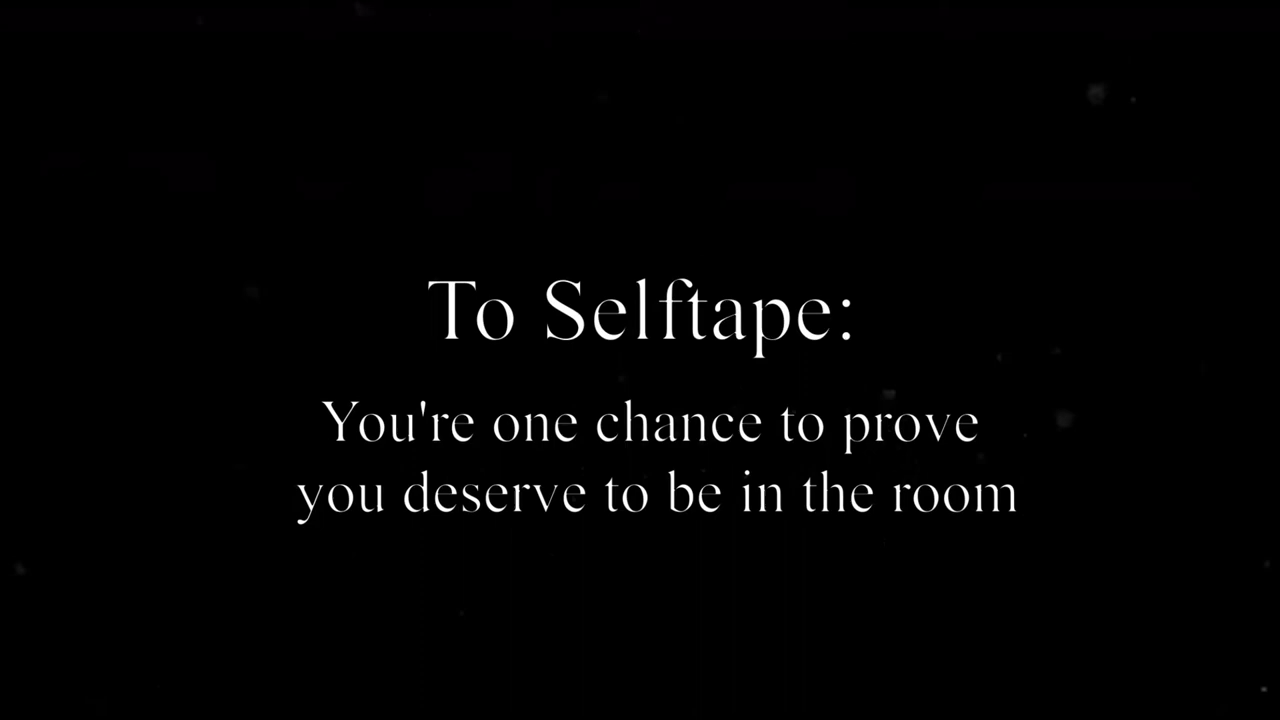 To Selftape:
You're one chance to prove
you deserve to be in the room